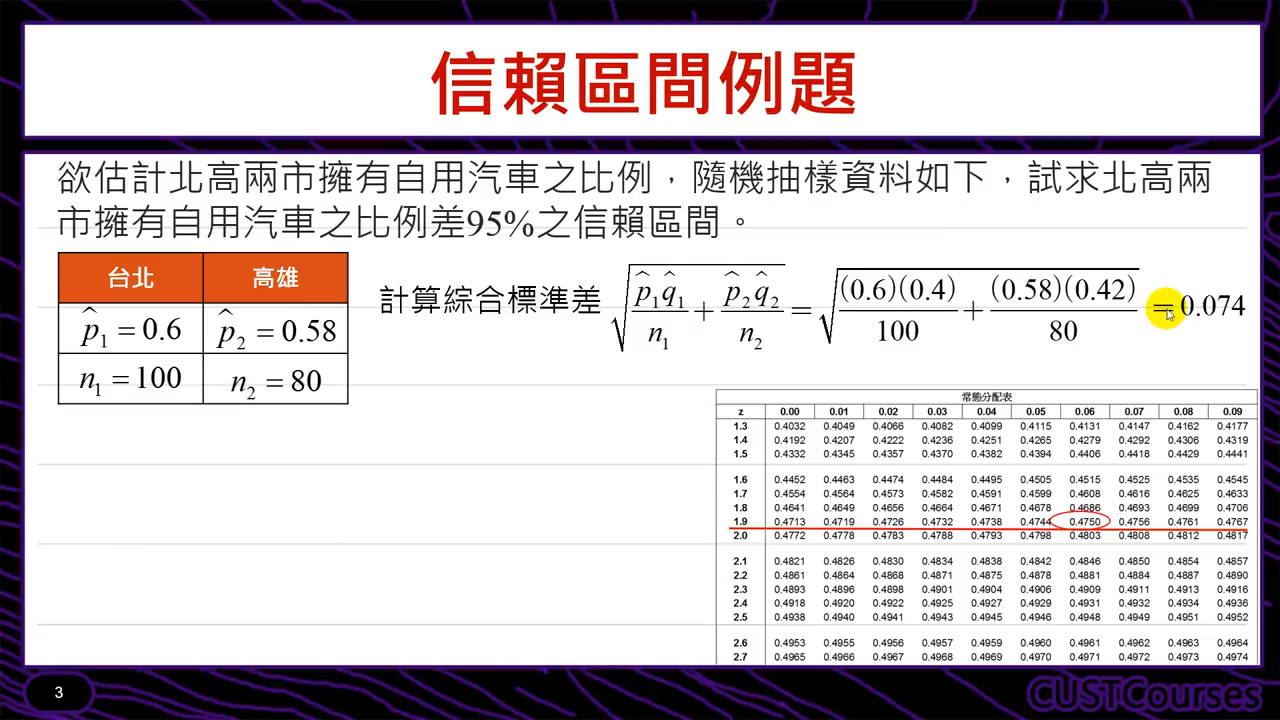 信賴區間例題
欲估計北高兩市擁有自用汽車之比例，隨機抽樣資料如下，試求北高兩
市擁有自用汽車之比例差95%之信賴區間。
台北 高雄
p̂₁ = 0.6 p̂₂ = 0.58
n₁ = 100 n₂ = 80
計算綜合標準差 √(p̂₁q̂₁/n₁ + p̂₂q̂₂/n₂) = √((0.6)(0.4)/100 + (0.58)(0.42)/80) = 0.074
常態分配表
z 0.00 0.01 0.02 0.03 0.04 0.05 0.06 0.07 0.08 0.09
1.3 0.4032 0.4049 0.4066 0.4082 0.4099 0.4115 0.4131 0.4147 0.4162 0.4177
1.4 0.4192 0.4207 0.4222 0.4236 0.4251 0.4265 0.4279 0.4292 0.4306 0.4319
1.5 0.4332 0.4345 0.4357 0.4370 0.4382 0.4394 0.4406 0.4418 0.4429 0.4441
1.6 0.4452 0.4463 0.4474 0.4484 0.4495 0.4505 0.4515 0.4525 0.4535 0.4545
1.7 0.4554 0.4564 0.4573 0.4582 0.4591 0.4599 0.4608 0.4616 0.4625 0.4633
1.8 0.4641 0.4649 0.4656 0.4664 0.4671 0.4678 0.4686 0.4693 0.4699 0.4706
1.9 0.4713 0.4719 0.4726 0.4732 0.4738 0.4744 0.4750 0.4756 0.4761 0.4767
2.0 0.4772 0.4778 0.4783 0.4788 0.4793 0.4798 0.4803 0.4808 0.4812 0.4817
2.1 0.4821 0.4826 0.4830 0.4834 0.4838 0.4842 0.4846 0.4850 0.4854 0.4857
2.2 0.4861 0.4864 0.4868 0.4871 0.4875 0.4878 0.4881 0.4884 0.4887 0.4890
2.3 0.4893 0.4896 0.4898 0.4901 0.4904 0.4906 0.4909 0.4911 0.4913 0.4916
2.4 0.4918 0.4920 0.4922 0.4925 0.4927 0.4929 0.4931 0.4932 0.4934 0.4936
2.5 0.4938 0.4940 0.4941 0.4943 0.4945 0.4946 0.4948 0.4949 0.4951 0.4952
2.6 0.4953 0.4955 0.4956 0.4957 0.4959 0.4960 0.4961 0.4962 0.4963 0.4964
2.7 0.4965 0.4966 0.4967 0.4968 0.4969 0.4970 0.4971 0.4972 0.4973 0.4974
3
CUSTCourses